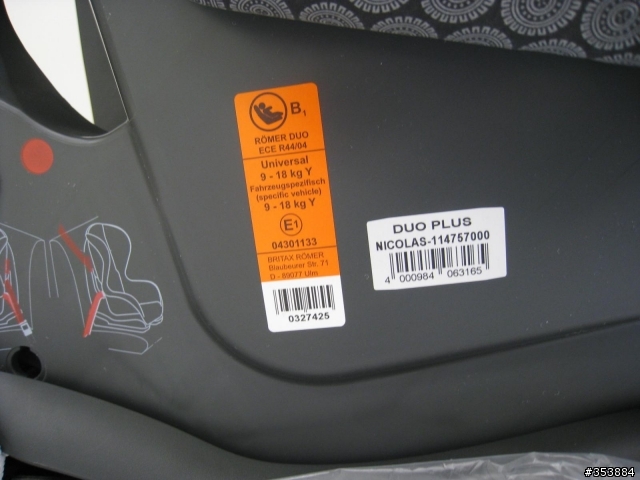 B1
RÖMER DUO
ECE R44/04
Universal
9 - 18 kg Y
Fahrzeugspezifisch
(specific vehicle)
9 - 18 kg Y
E1
04301133
BRITAX RÖMER
Blaubeurer Str. 71
D - 89077 Ulm
0327425
DUO PLUS
NICOLAS-114757000
4 000984 063165
#353884